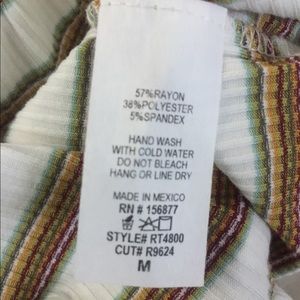 57%RAYON
38%POLYESTER
5%SPANDEX
HAND WASH
WITH COLD WATER
DO NOT BLEACH
HANG OR LINE DRY
MADE IN MEXICO
RN # 156877
STYLE# RT4800
CUT# R9624
M